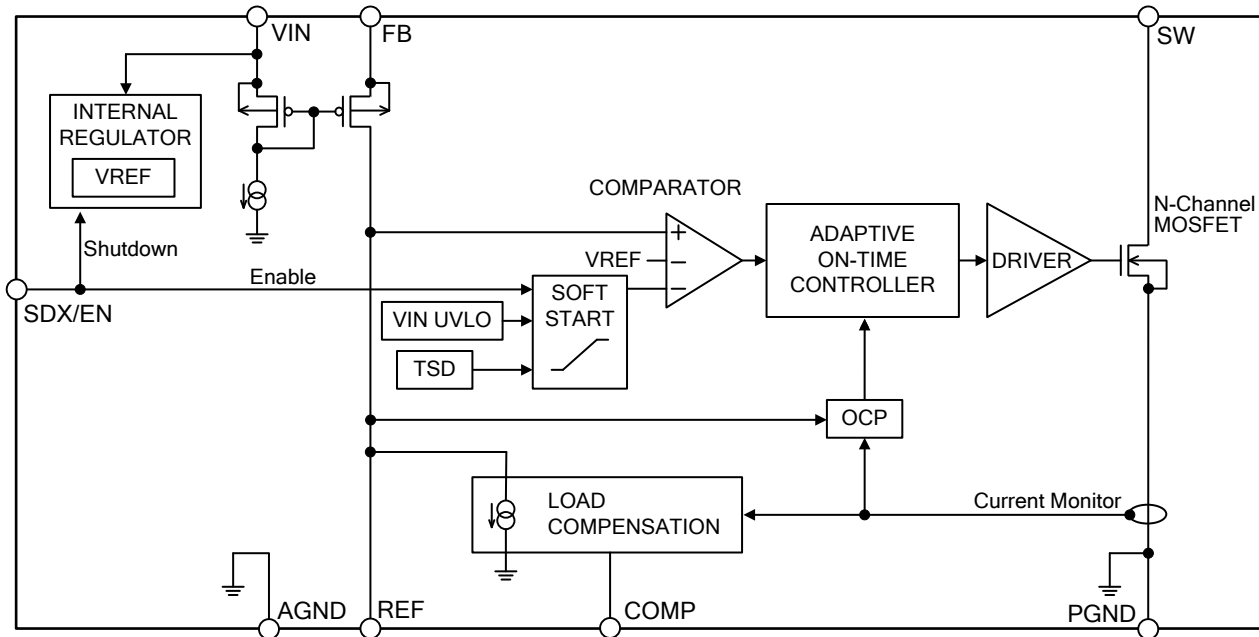 VIN
FB
SW
INTERNAL
REGULATOR
VREF
COMPARATOR
N-Channel
MOSFET
+
ADAPTIVE
ON-TIME
CONTROLLER
DRIVER
Shutdown
VREF
−
−
Enable
SDX/EN
SOFT
START
VIN UVLO
TSD
OCP
LOAD
COMPENSATION
Current Monitor
AGND
REF
COMP
PGND